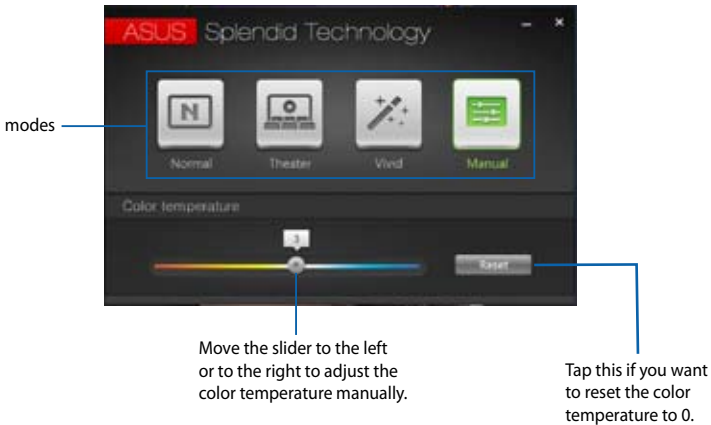 ASUS Splendid Technology
modes
Normal Theater Vivid Manual
Color temperature
3
Reset
Move the slider to the left
or to the right to adjust the
color temperature manually.
Tap this if you want
to reset the color
temperature to 0.